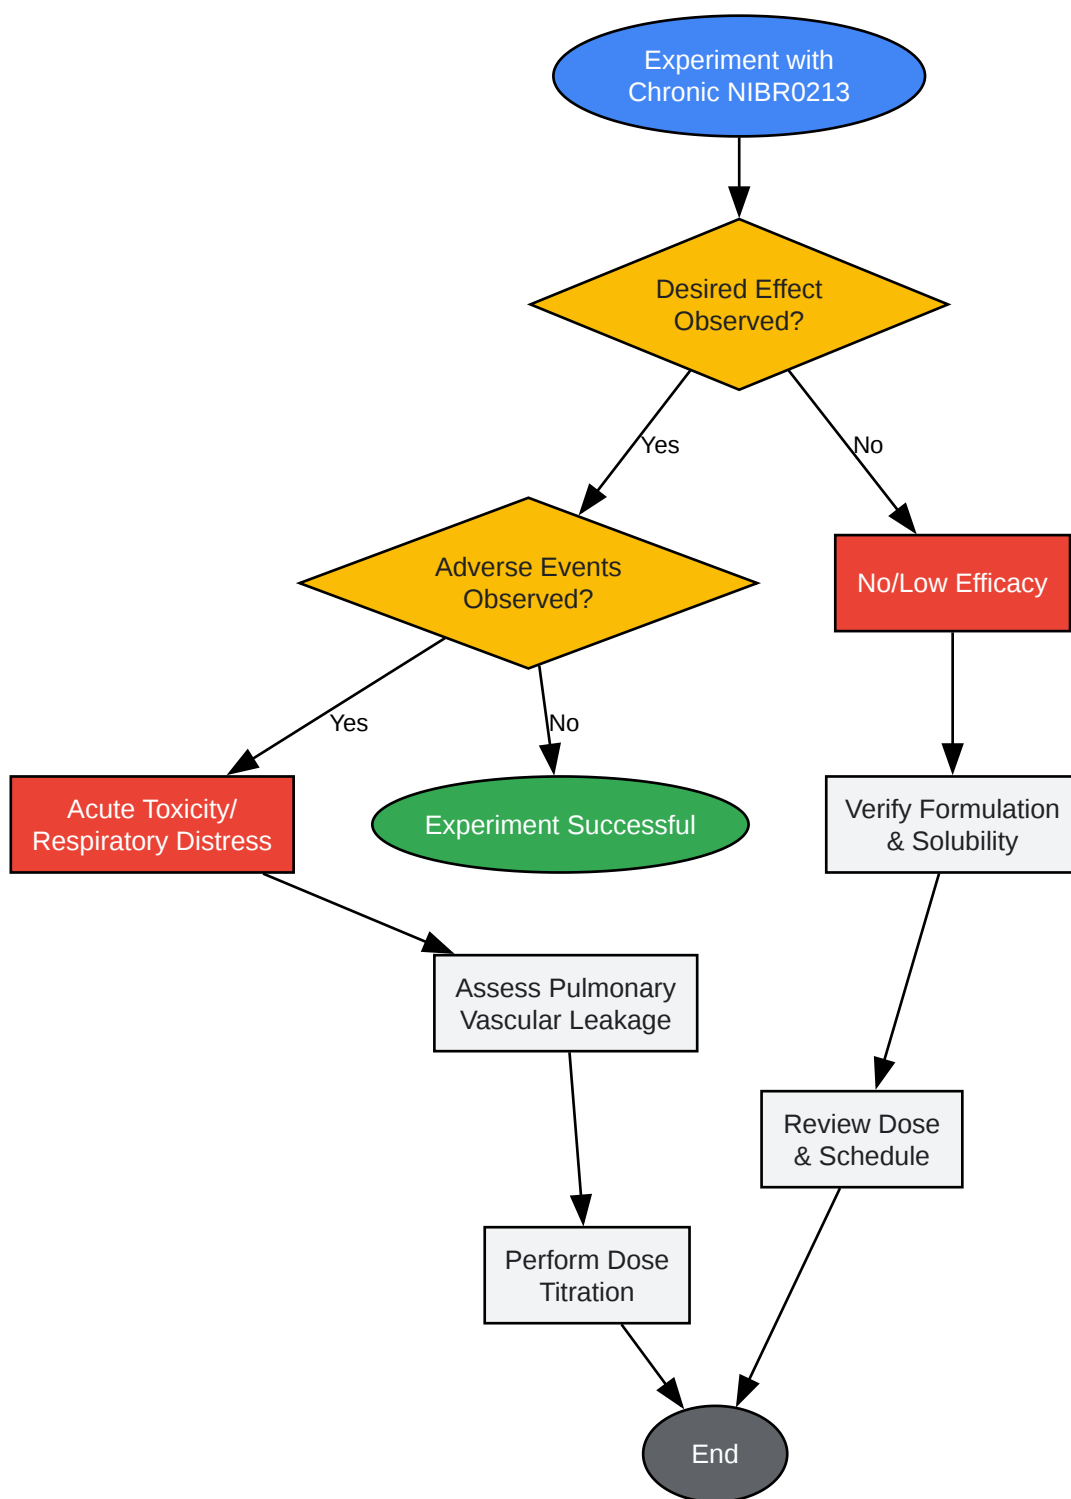 Experiment with
Chronic NIBR0213
Desired Effect
Observed?
Yes
No
Adverse Events
Observed?
No/Low Efficacy
Yes
No
Acute Toxicity/
Respiratory Distress
Experiment Successful
Verify Formulation
& Solubility
Assess Pulmonary
Vascular Leakage
Review Dose
& Schedule
Perform Dose
Titration
End